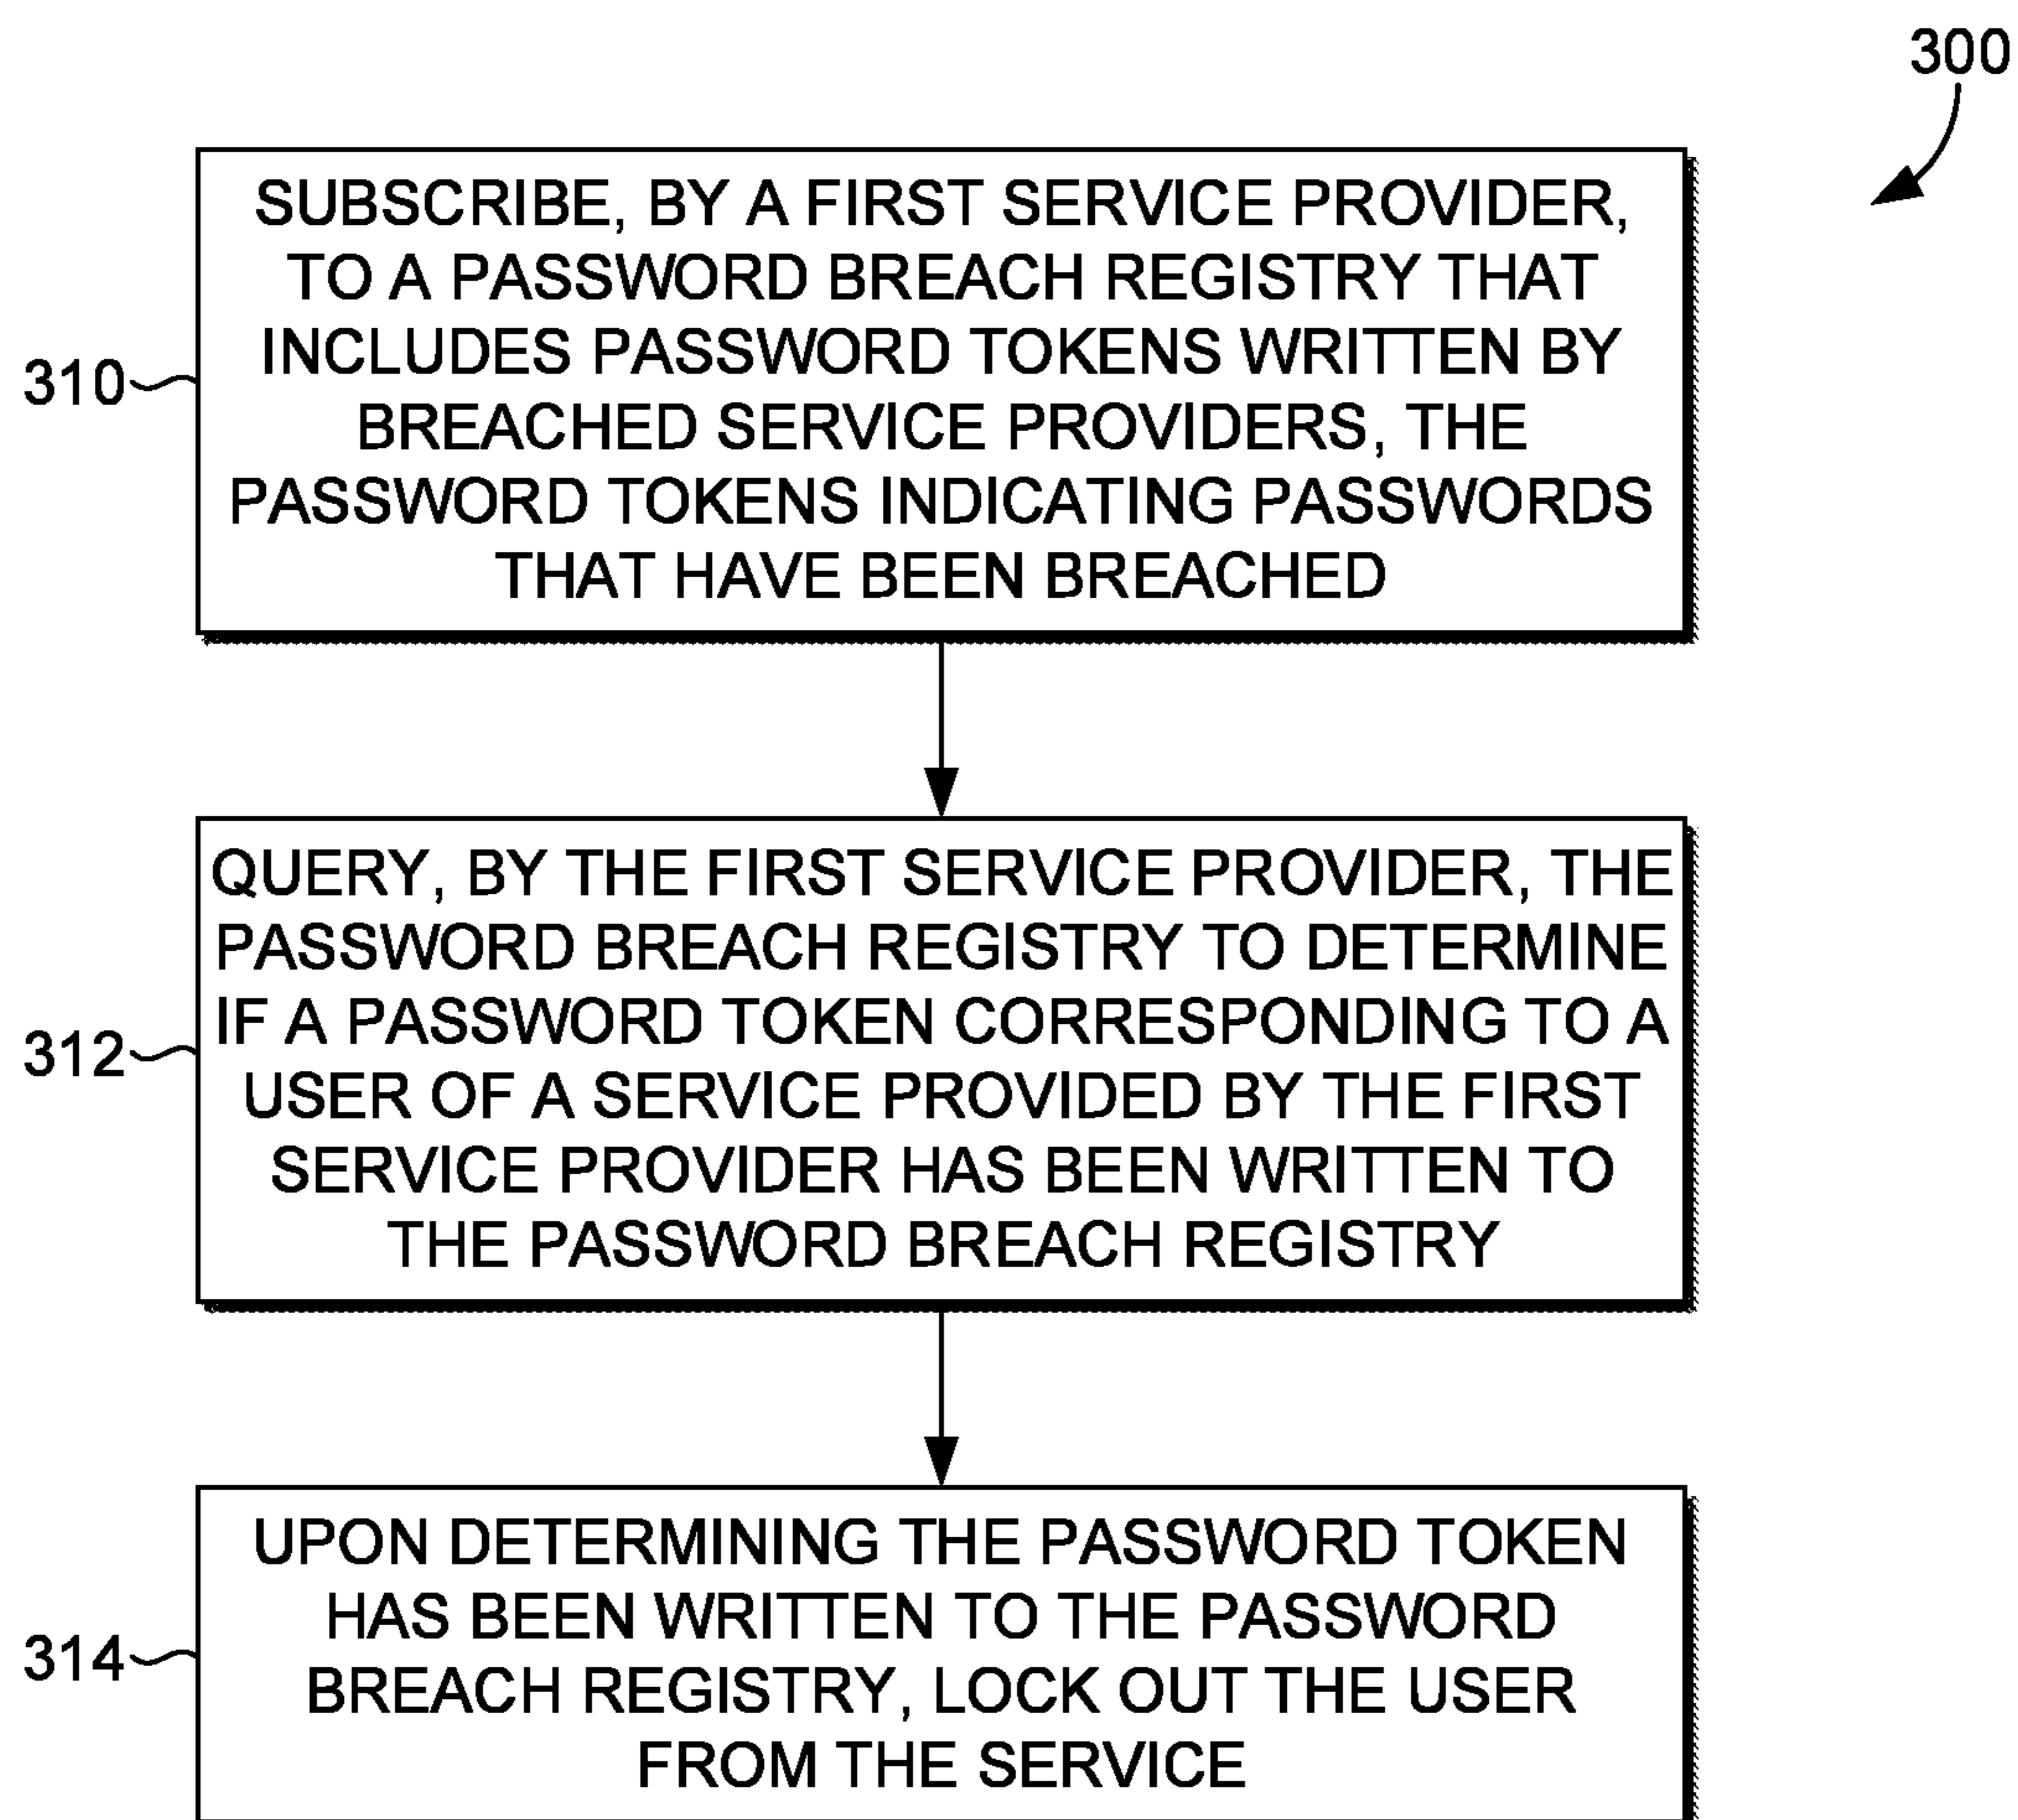 300
SUBSCRIBE, BY A FIRST SERVICE PROVIDER,
TO A PASSWORD BREACH REGISTRY THAT
INCLUDES PASSWORD TOKENS WRITTEN BY
BREACHED SERVICE PROVIDERS, THE
PASSWORD TOKENS INDICATING PASSWORDS
THAT HAVE BEEN BREACHED
310
QUERY, BY THE FIRST SERVICE PROVIDER, THE
PASSWORD BREACH REGISTRY TO DETERMINE
IF A PASSWORD TOKEN CORRESPONDING TO A
USER OF A SERVICE PROVIDED BY THE FIRST
SERVICE PROVIDER HAS BEEN WRITTEN TO
THE PASSWORD BREACH REGISTRY
312
UPON DETERMINING THE PASSWORD TOKEN
HAS BEEN WRITTEN TO THE PASSWORD
BREACH REGISTRY, LOCK OUT THE USER
FROM THE SERVICE
314